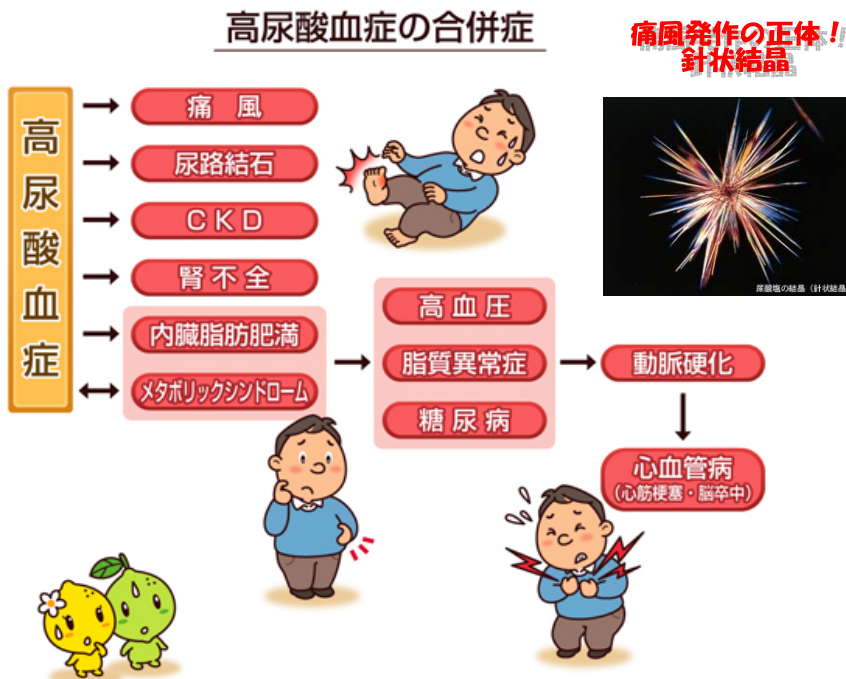 高尿酸血症の合併症
痛風発作の正体！
針状結晶
高尿酸血症
痛風
尿路結石
CKD
腎不全
内臓脂肪肥満
メタボリックシンドローム
高血圧
脂質異常症
糖尿病
動脈硬化
心血管病
(心筋梗塞・脳卒中)
尿酸塩の結晶（針状結晶